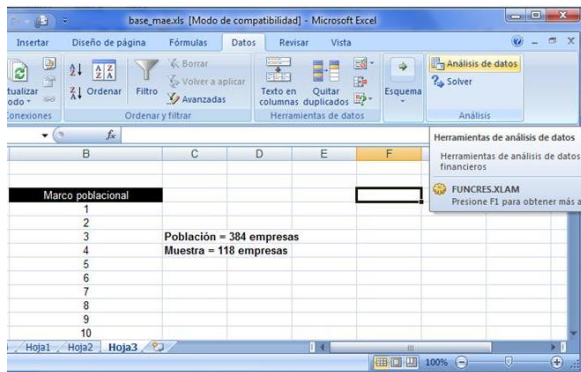 base_mae.xls [Modo de compatibilidad] - Microsoft Excel
Insertar Diseño de página Fórmulas Datos Revisar Vista
Ordenar
Filtro
Borrar
Volver a aplicar
Avanzadas
Texto en columnas
Quitar duplicados
Esquema
Análisis de datos
Solver
Ordenar y filtrar
Herramientas de datos
Análisis
fx
Herramientas de análisis de datos
Herramientas de análisis de datos
financieros
FUNCRES.XLAM
Presione F1 para obtener más
B C D E F
Marco poblacional
1
2
3 Población = 384 empresas
4 Muestra = 118 empresas
5
6
7
8
9
10
Hoja1 Hoja2 Hoja3
100%